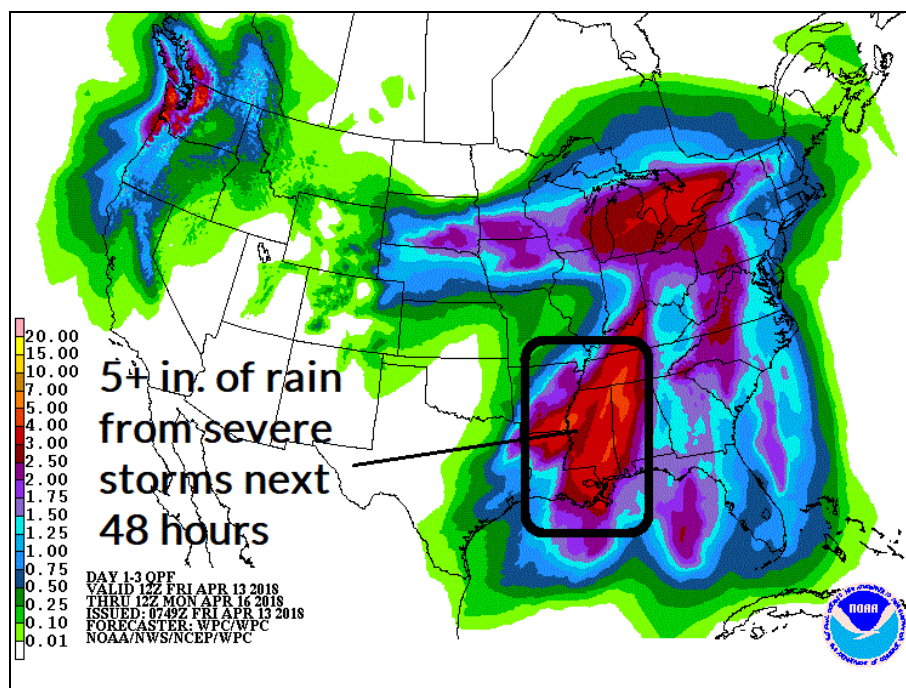 20.00
15.00
10.00
7.00
5.00
4.00
3.00
2.50
2.00
1.75
1.50
1.25
1.00
0.75
0.50
0.25
0.10
0.01
5+ in. of rain
from severe
storms next
48 hours
DAY 1-3 QPF
VALID 12Z FRI APR 13 2018
THRU 12Z MON APR 16 2018
ISSUED: 0749Z FRI APR 13 2018
FORECASTER: WPC/WPC
NOAA/NWS/NCEP/WPC
NOAA